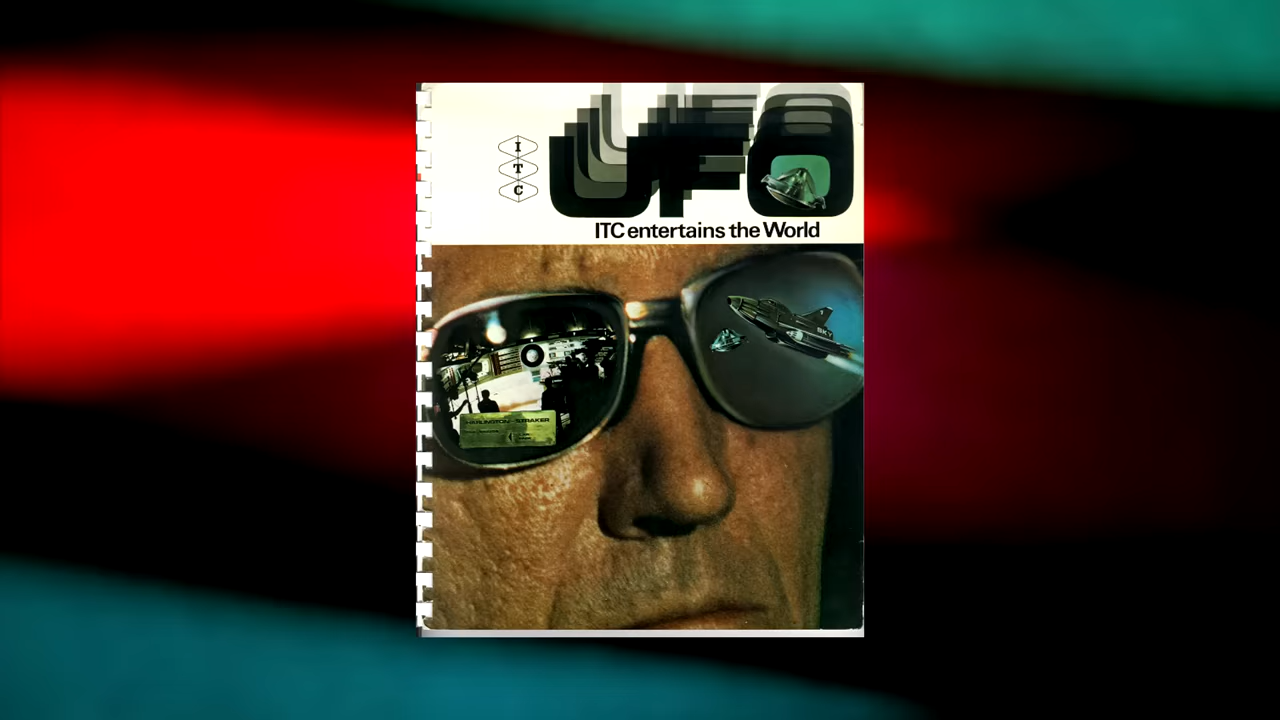 UFO
I
T
C
ITC entertains the World
SKY
HARLINGTON-STRAKER